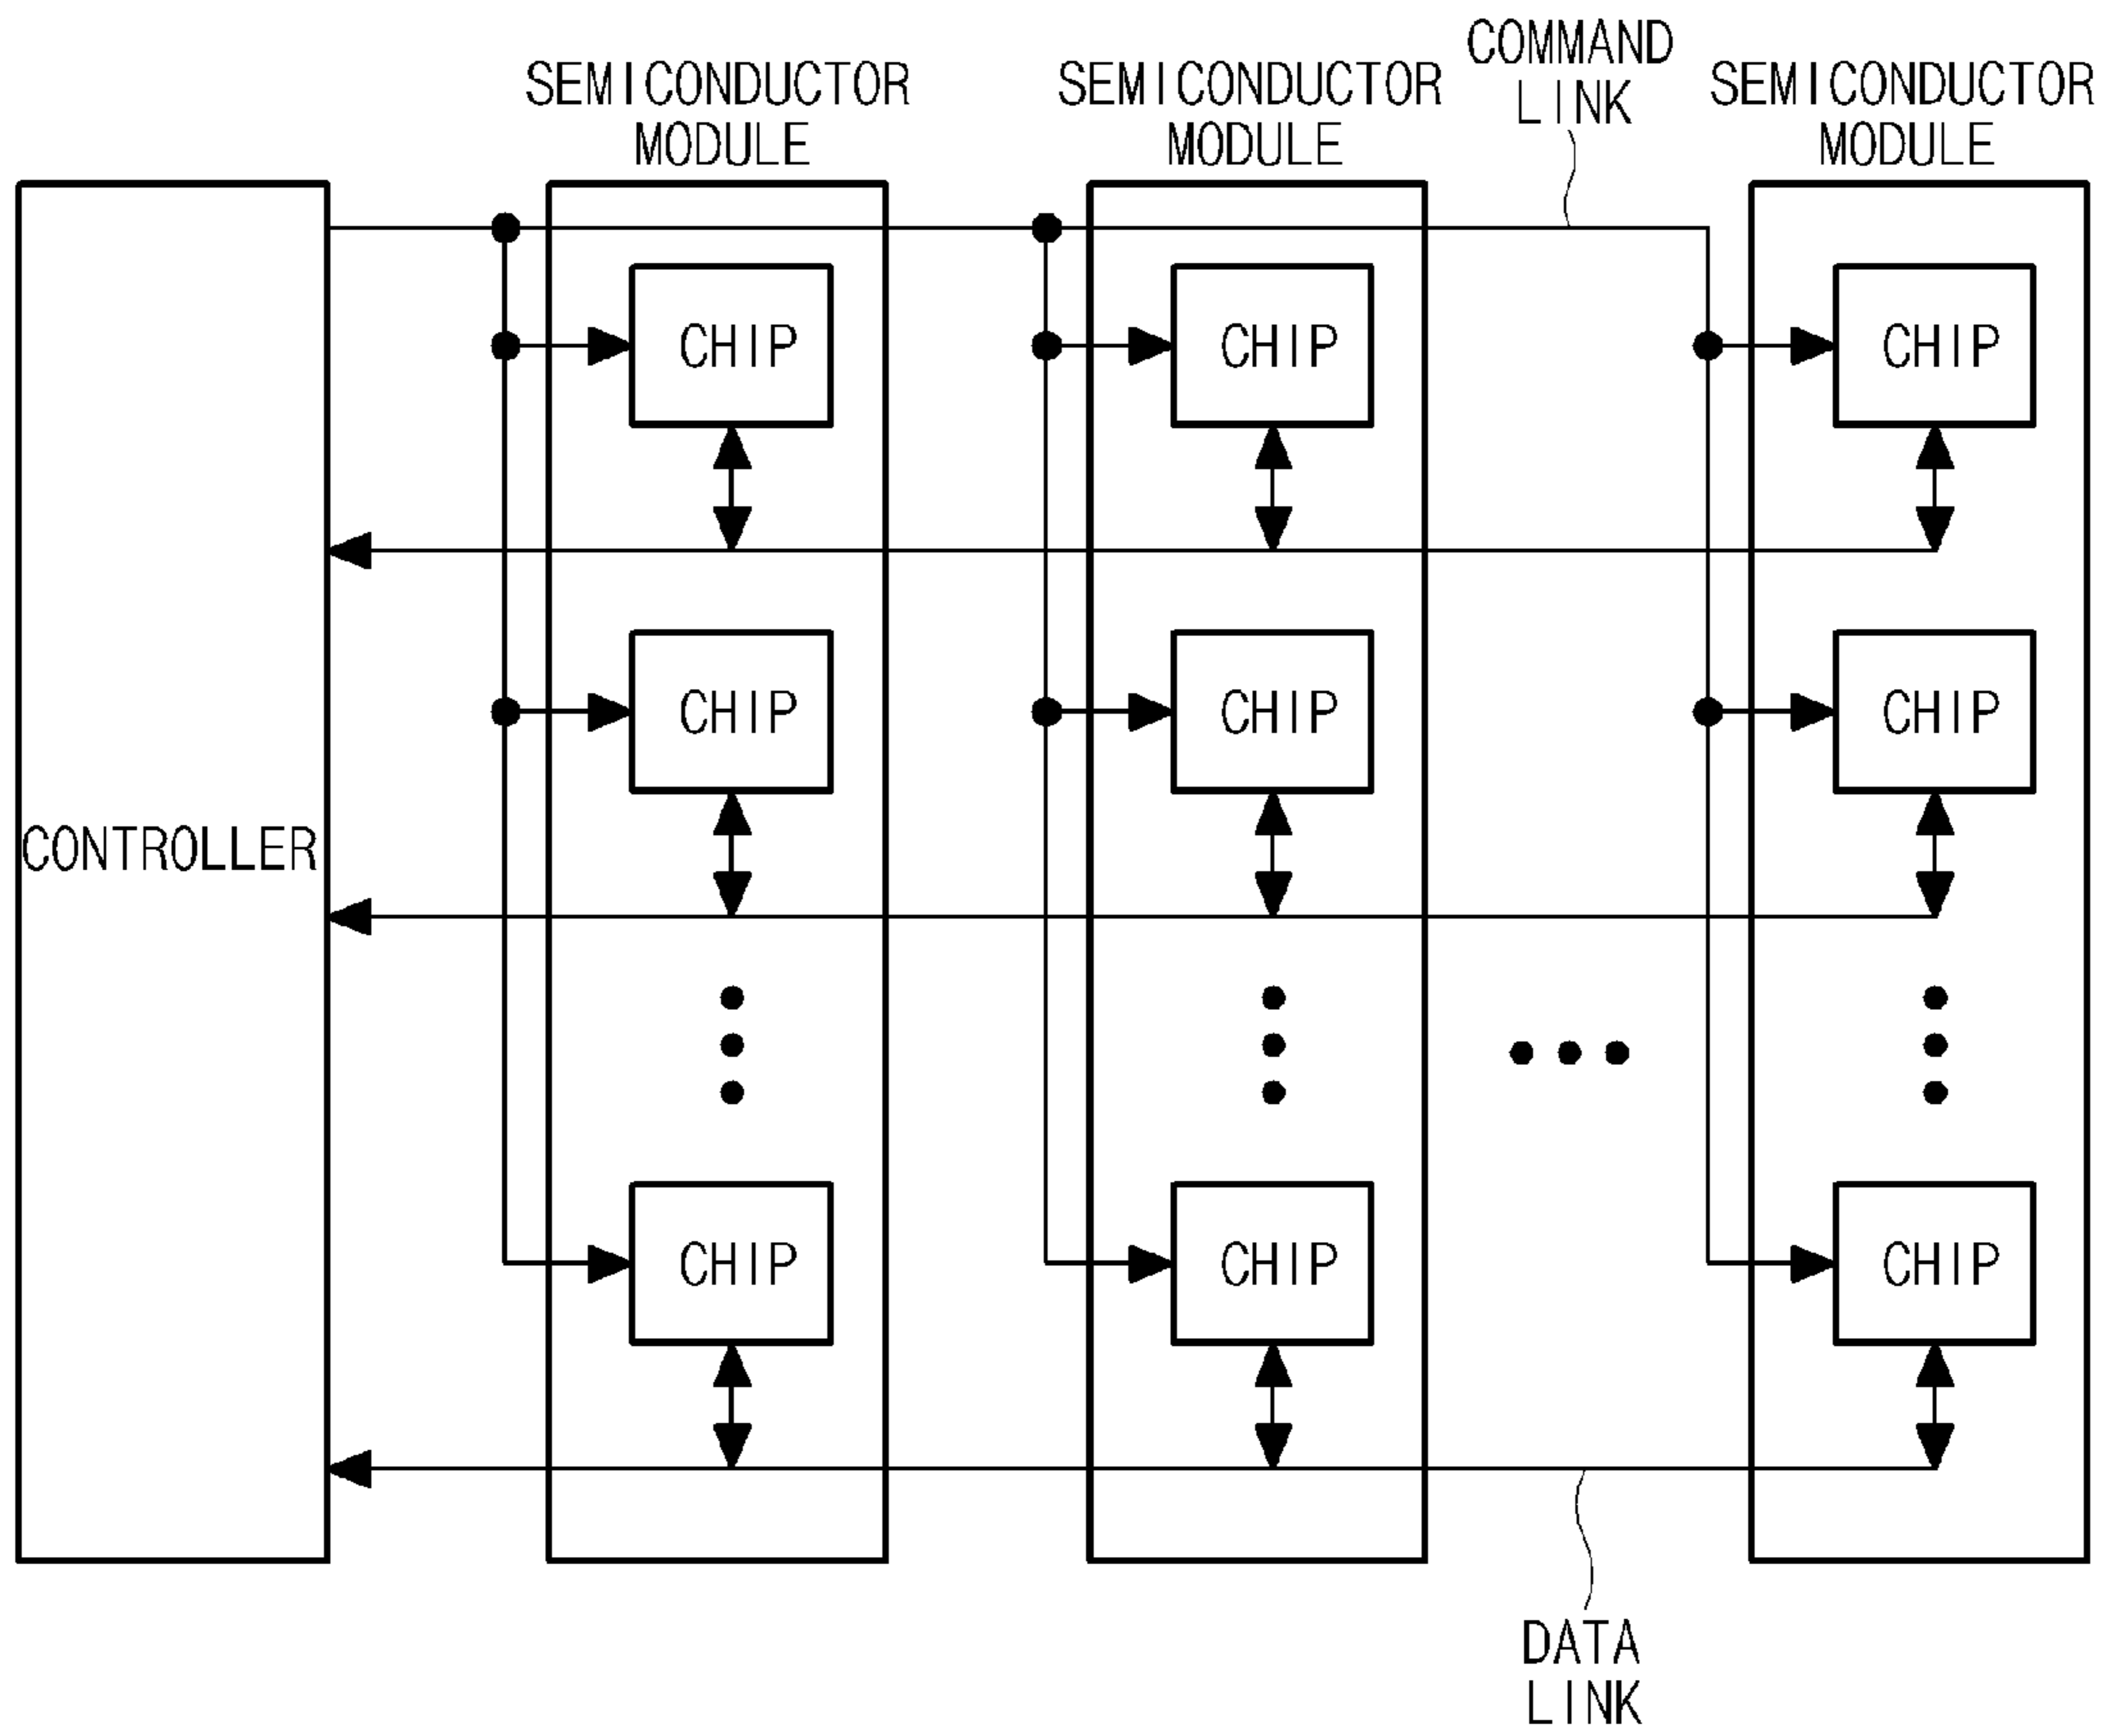 COMMAND
LINK
SEMICONDUCTOR
MODULE
SEMICONDUCTOR
MODULE
SEMICONDUCTOR
MODULE
CHIP
CHIP
CHIP
CHIP
CHIP
CHIP
CONTROLLER
CHIP
CHIP
CHIP
DATA
LINK